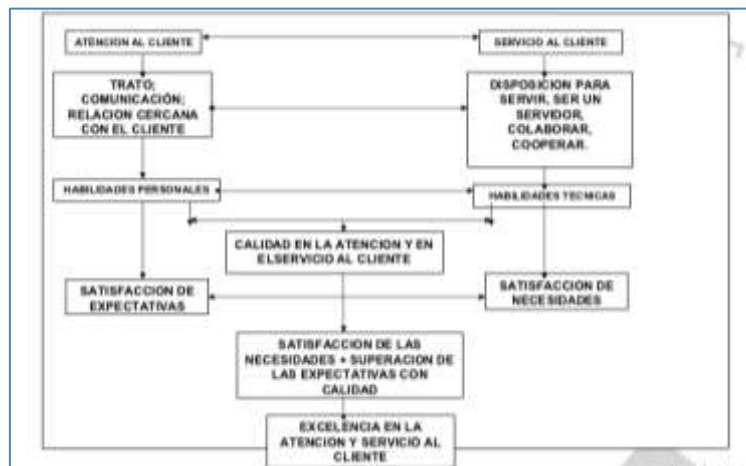 ATENCION AL CLIENTE
SERVICIO AL CLIENTE
TRATO;
COMUNICACIÓN;
RELACION CERCANA
CON EL CLIENTE
DISPOSICION PARA
SERVIR, SER UN
SERVIDOR,
COLABORAR,
COOPERAR.
HABILIDADES PERSONALES
HABILIDADES TECNICAS
CALIDAD EN LA ATENCION Y EN
ELSERVICIO AL CLIENTE
SATISFACCION DE
EXPECTATIVAS
SATISFACCION DE
NECESIDADES
SATISFACCION DE LAS
NECESIDADES + SUPERACION DE
LAS EXPECTATIVAS CON
CALIDAD
EXCELENCIA EN LA
ATENCION Y SERVICIO AL
CLIENTE